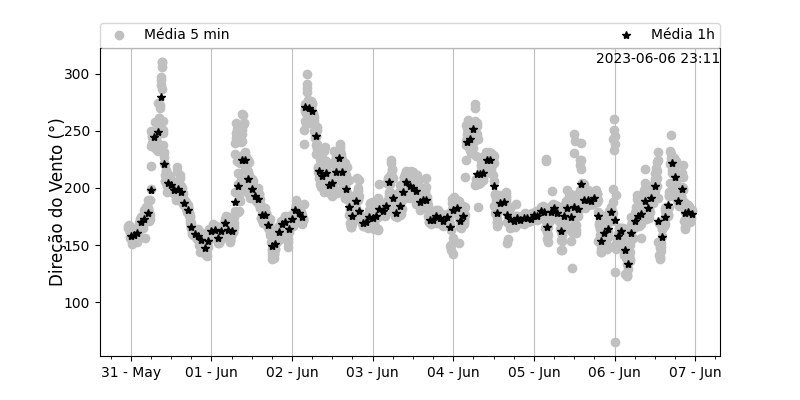 Média 5 min Média 1h
2023-06-06 23:11
Direção do Vento (°)
300
250
200
150
100
31 - May 01 - Jun 02 - Jun 03 - Jun 04 - Jun 05 - Jun 06 - Jun 07 - Jun